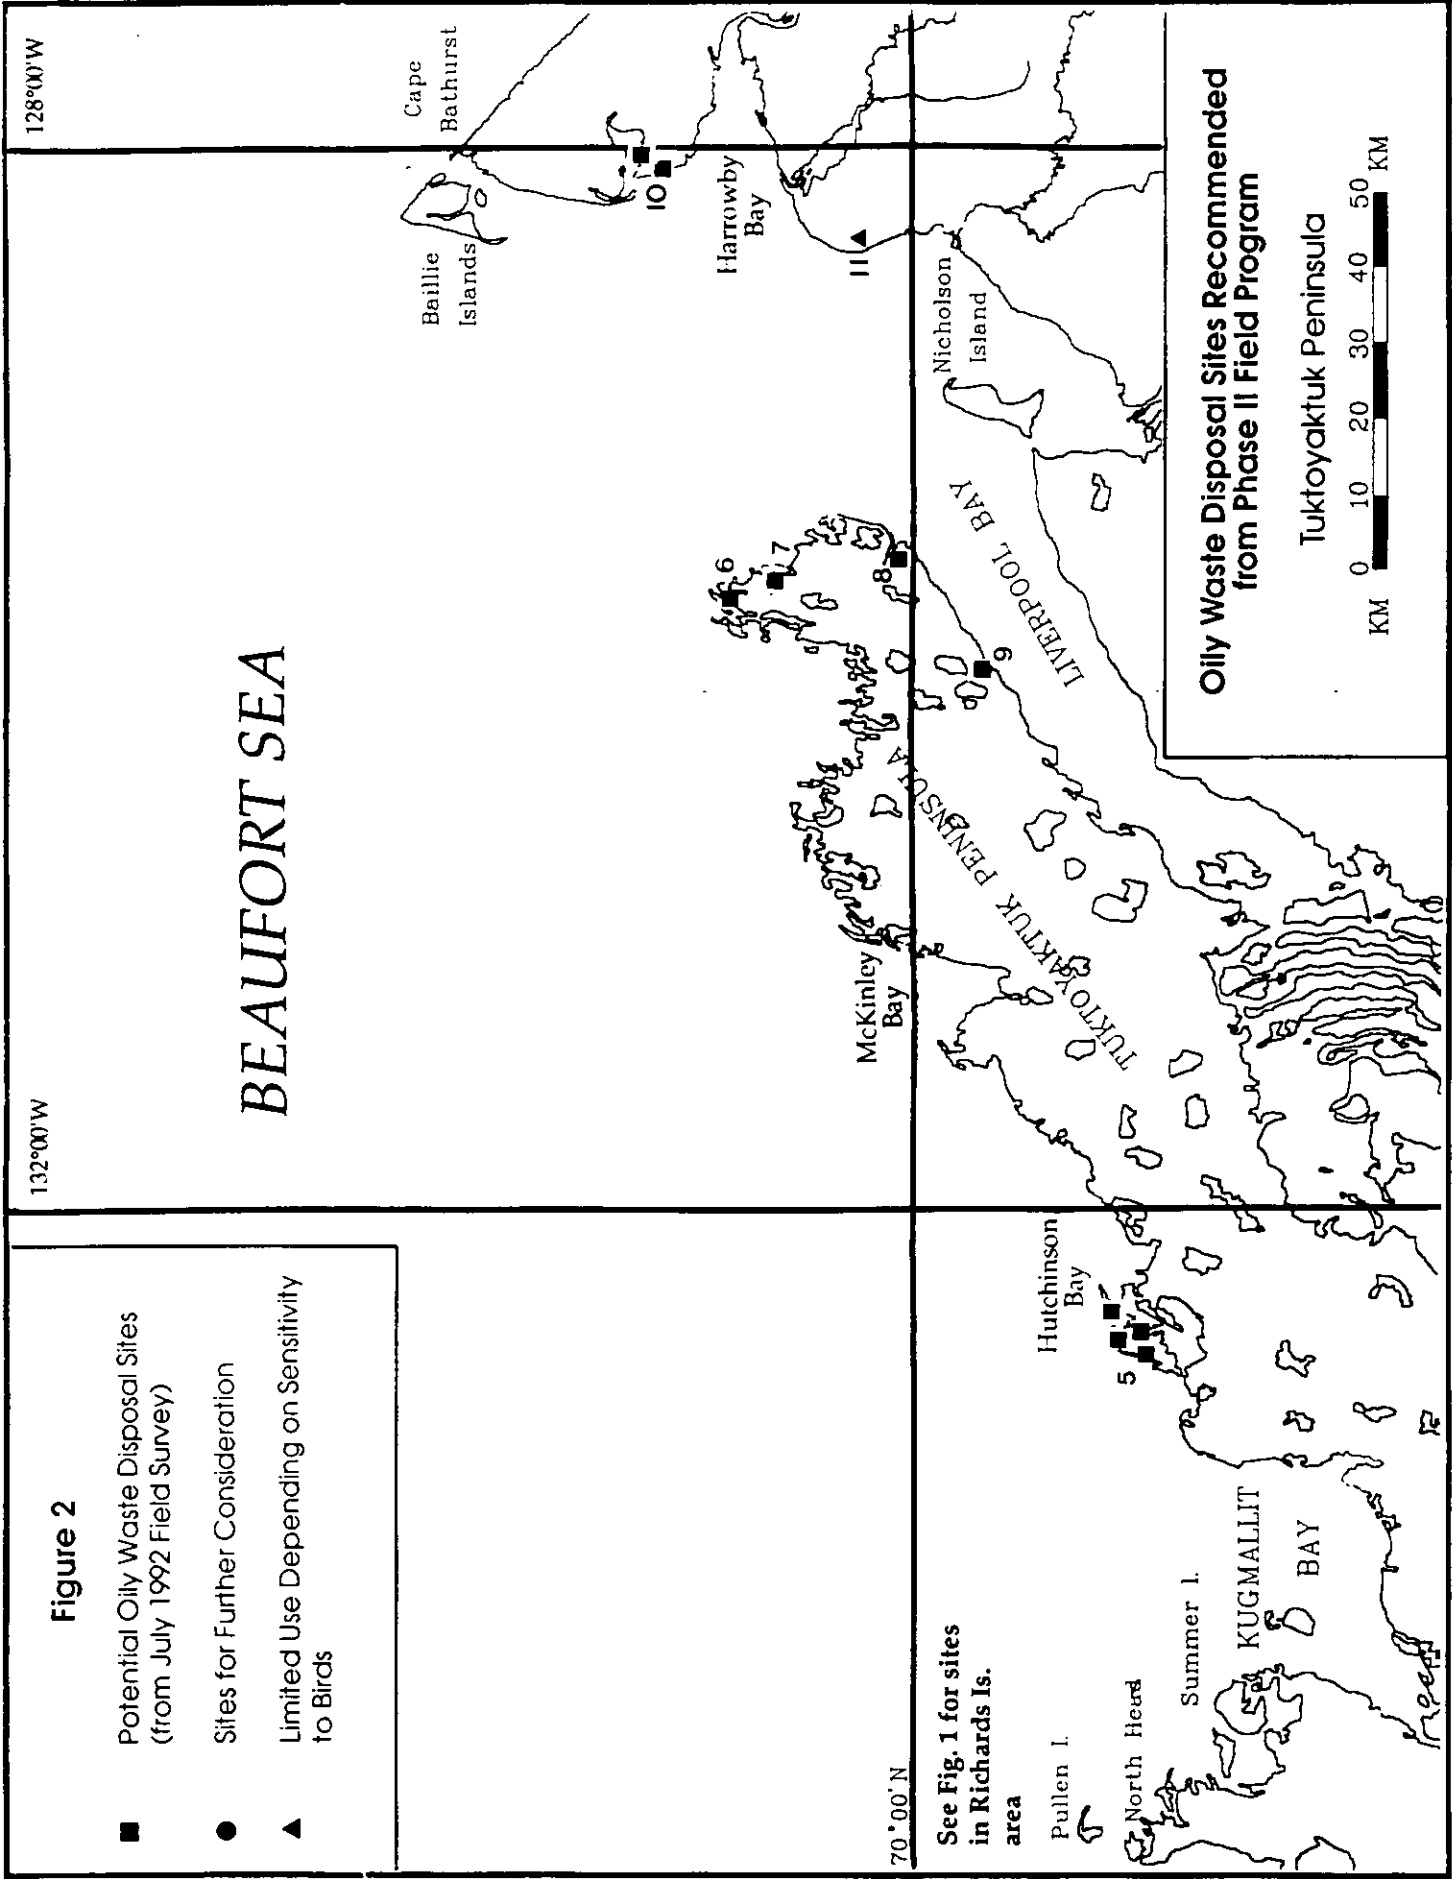 Figure 2
Potential Oily Waste Disposal Sites
(from July 1992 Field Survey)
Sites for Further Consideration
Limited Use Depending on Sensitivity
to Birds
132°00'W
128°00'W
BEAUFORT SEA
Cape
Bathurst
Baillie
Islands
10
Harrowby
Bay
11
Nicholson
Island
6
7
8
9
LIVERPOOL BAY
TUKTOYAKTUK PENINSULA
McKinley
Bay
Hutchinson
Bay
5
70°00' N
See Fig. 1 for sites
in Richards Is.
area
Pullen I.
North Head
Summer I.
KUGMALLIT
BAY
Oily Waste Disposal Sites Recommended
from Phase II Field Program
Tuktoyaktuk Peninsula
KM 0 10 20 30 40 50 KM